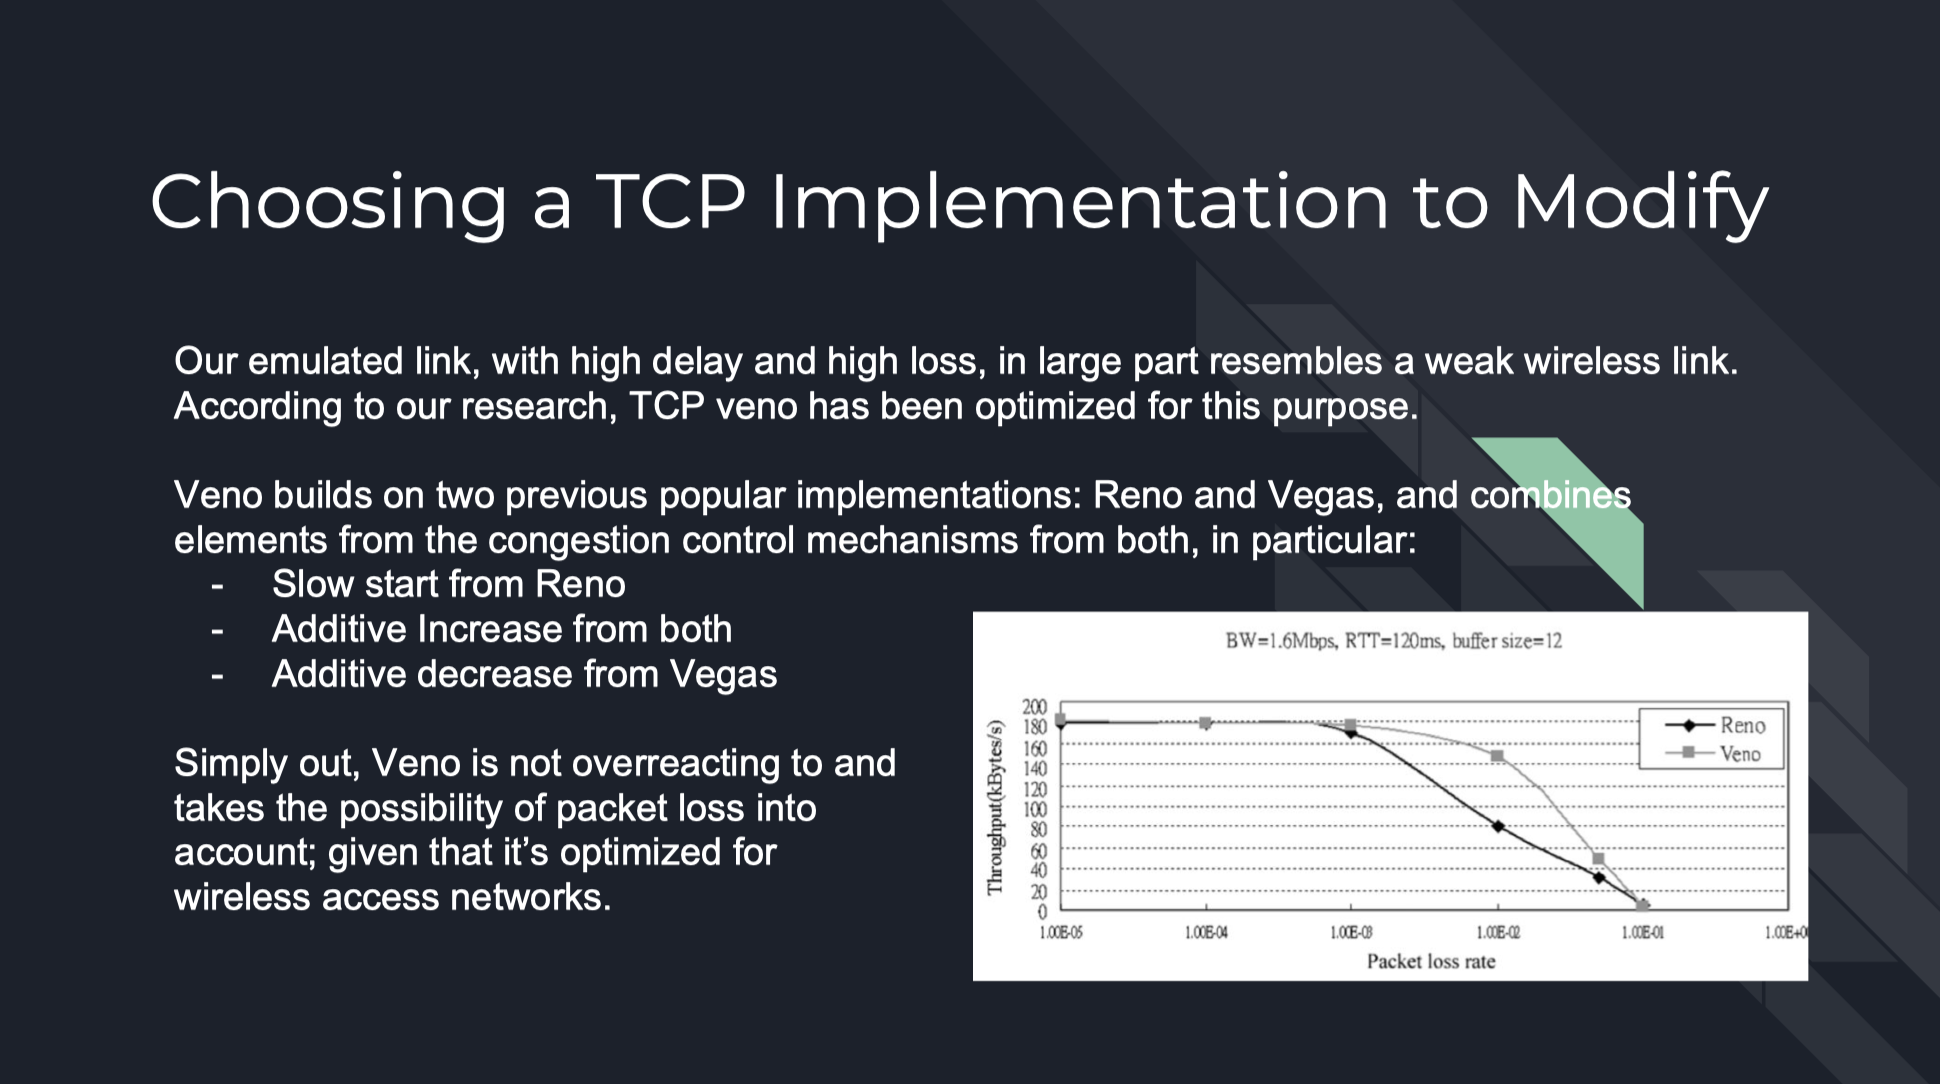 Choosing a TCP Implementation to Modify
Our emulated link, with high delay and high loss, in large part resembles a weak wireless link.
According to our research, TCP veno has been optimized for this purpose.
Veno builds on two previous popular implementations: Reno and Vegas, and combines
elements from the congestion control mechanisms from both, in particular:
- Slow start from Reno
- Additive Increase from both
- Additive decrease from Vegas
Simply out, Veno is not overreacting to and
takes the possibility of packet loss into
account; given that it’s optimized for
wireless access networks.
BW=1.6Mbps, RTT=120ms, buffer size=12
Throughput(kBytes/s)
200
180
160
140
120
100
80
60
40
20
0
Reno
Veno
1.00E-05 1.00E-04 1.00E-03 1.00E-02 1.00E-01 1.00E+0
Packet loss rate